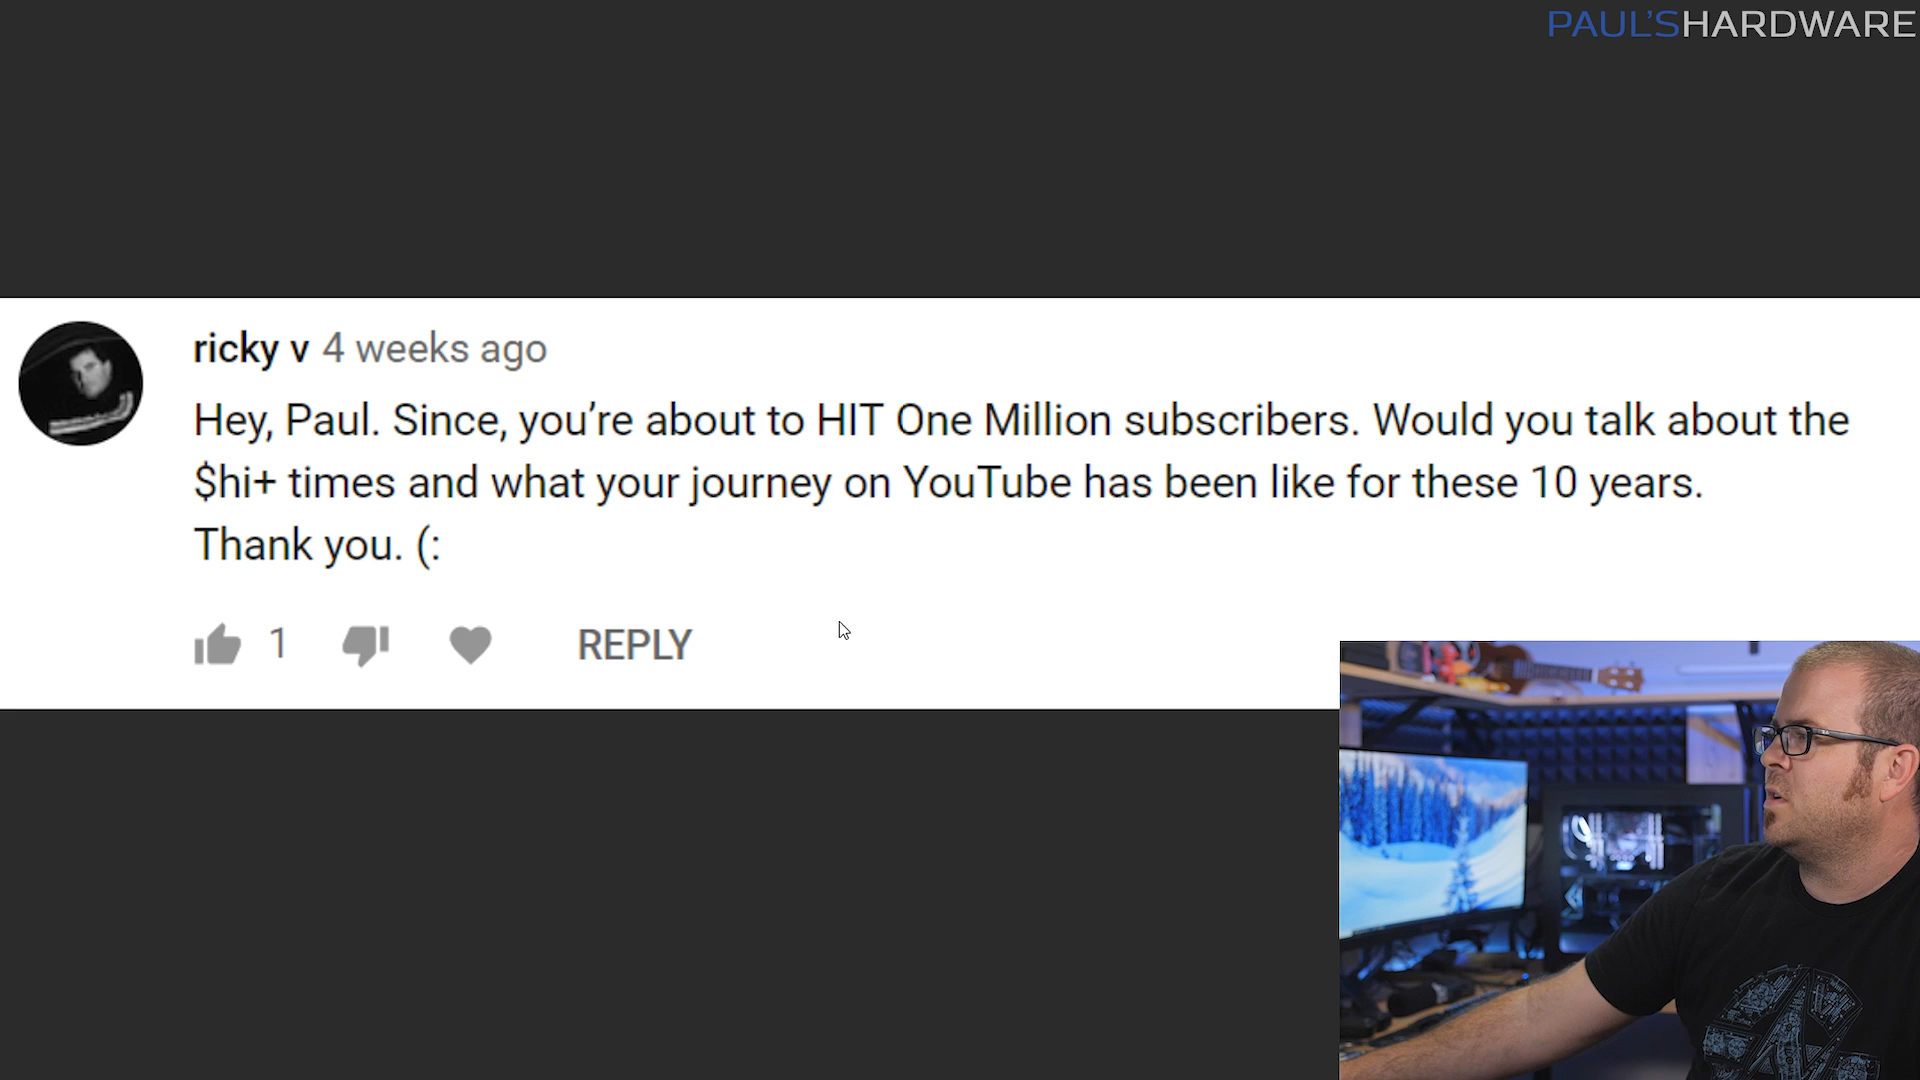 PAUL'SHARDWARE
ricky v 4 weeks ago
Hey, Paul. Since, you’re about to HIT One Million subscribers. Would you talk about the
$hi+ times and what your journey on YouTube has been like for these 10 years.
Thank you. (:
1 REPLY